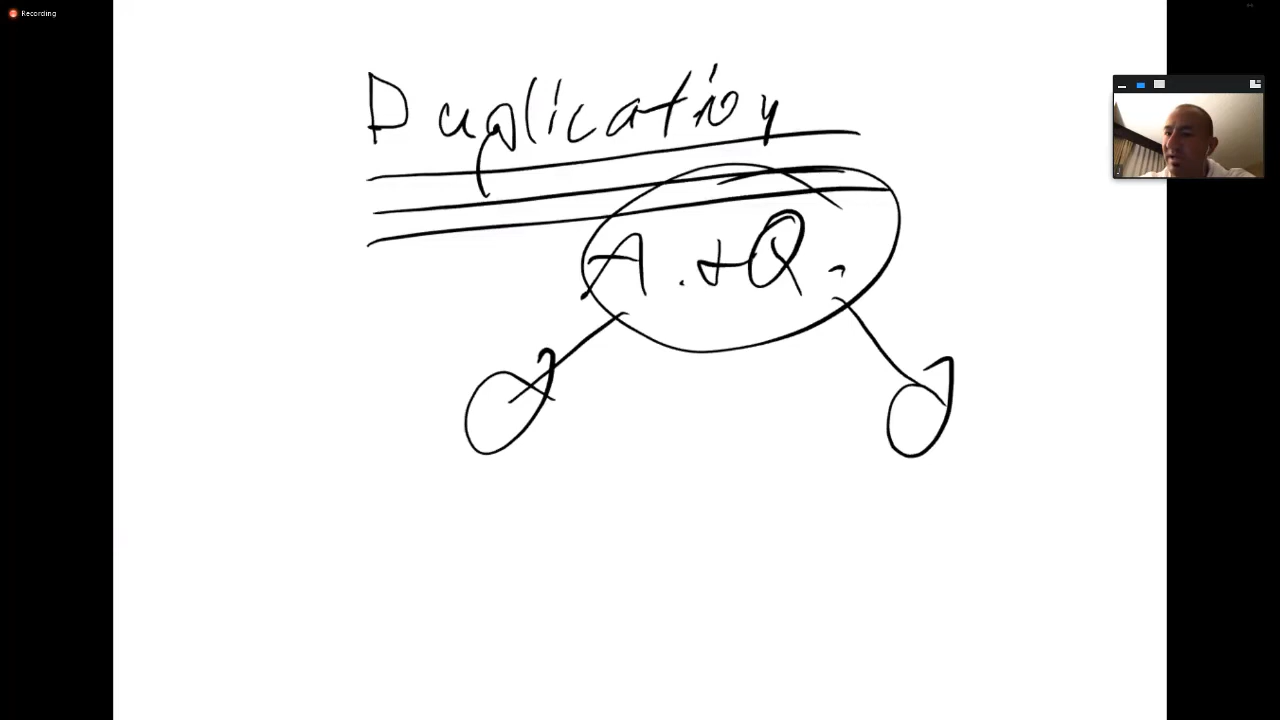 Recording
Duplication
A. + Q.